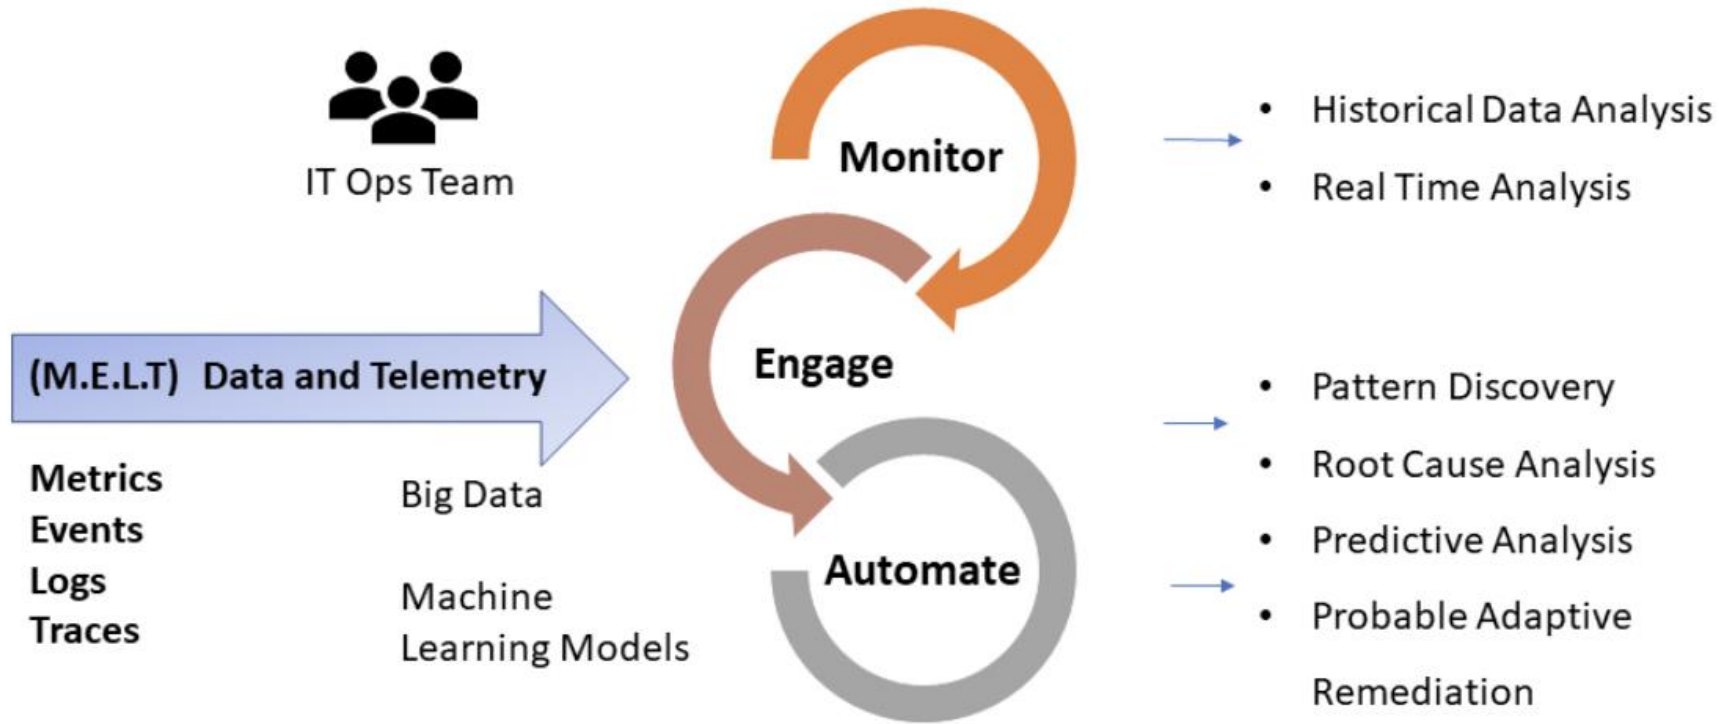 IT Ops Team
(M.E.L.T) Data and Telemetry
Metrics
Events
Logs
Traces
Big Data
Machine
Learning Models
Monitor
Engage
Automate
• Historical Data Analysis
• Real Time Analysis
• Pattern Discovery
• Root Cause Analysis
• Predictive Analysis
• Probable Adaptive
Remediation